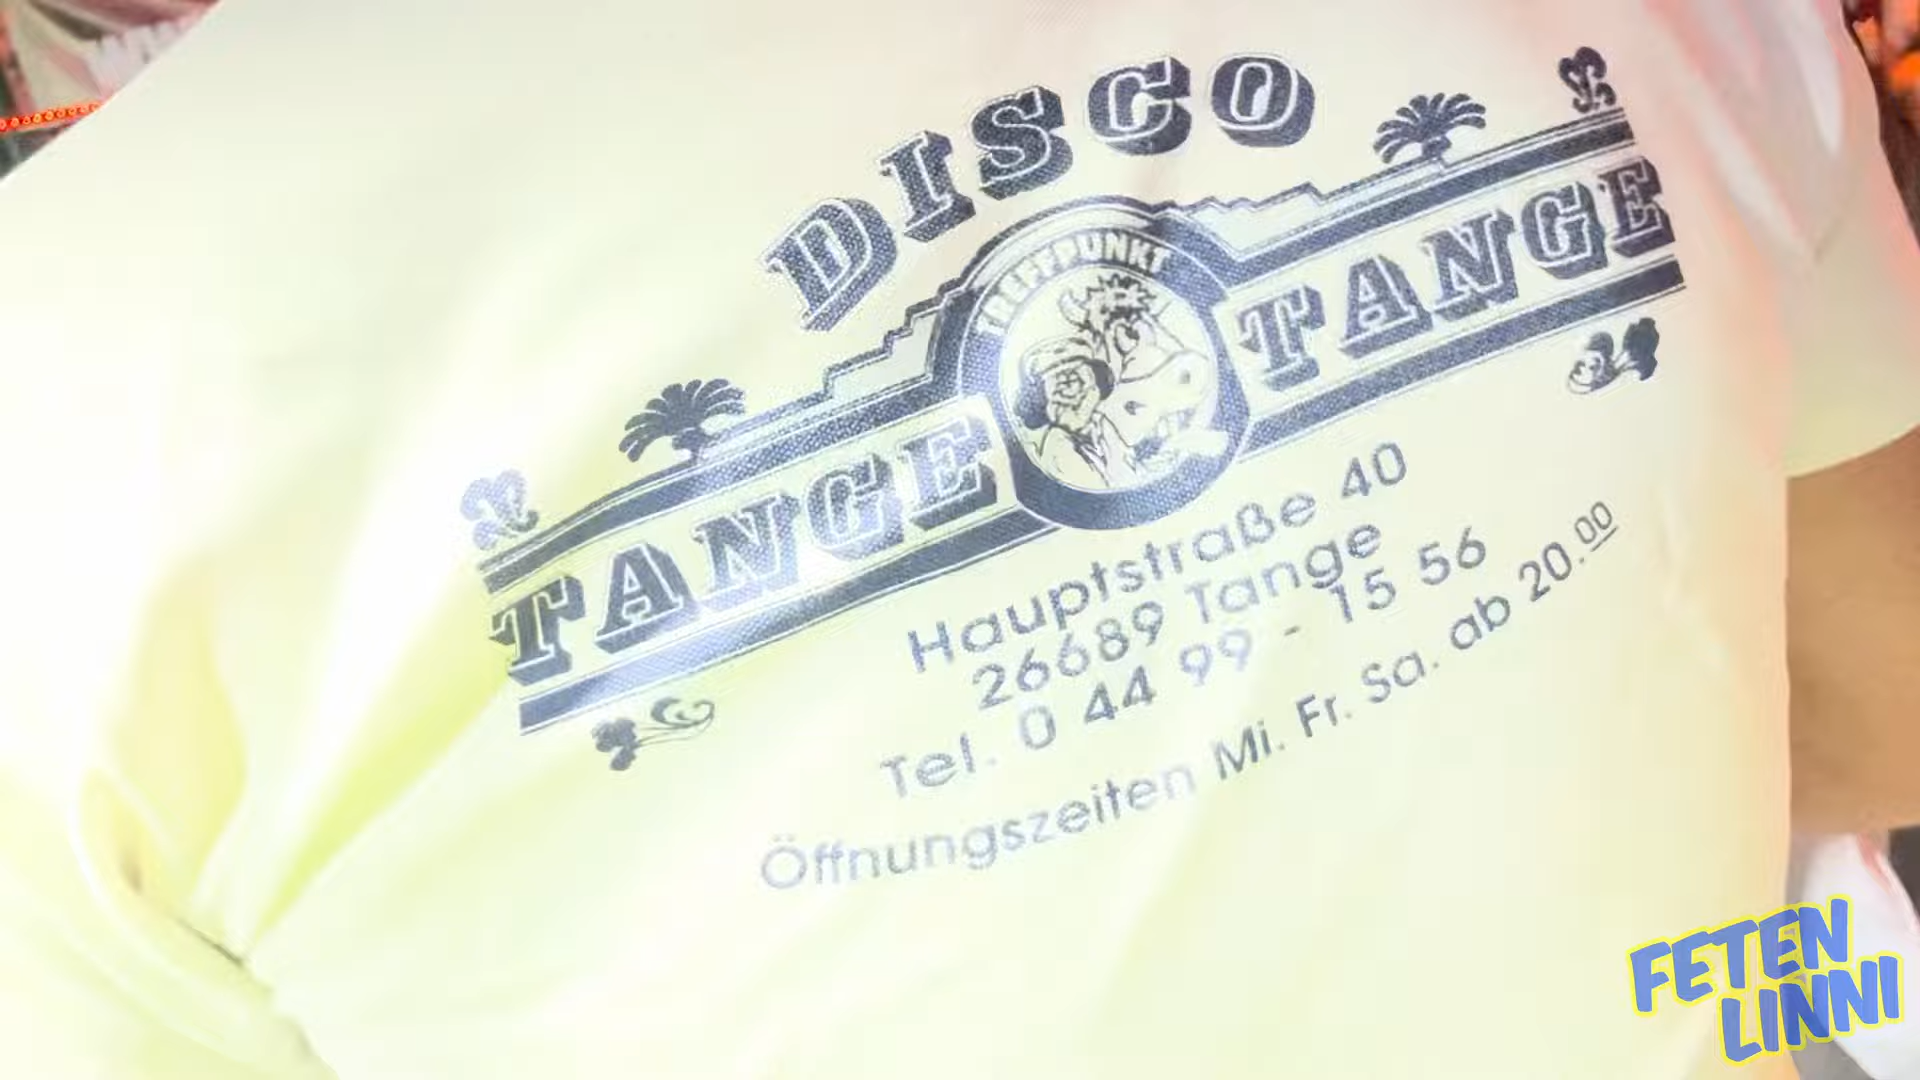 DISCO
TREFFPUNKT
TANGE TANGE
Hauptstraße 40
26689 Tange
Tel. 0 44 99 - 15 56
Öffnungszeiten Mi. Fr. Sa. ab 20.00
FETEN
LINNI